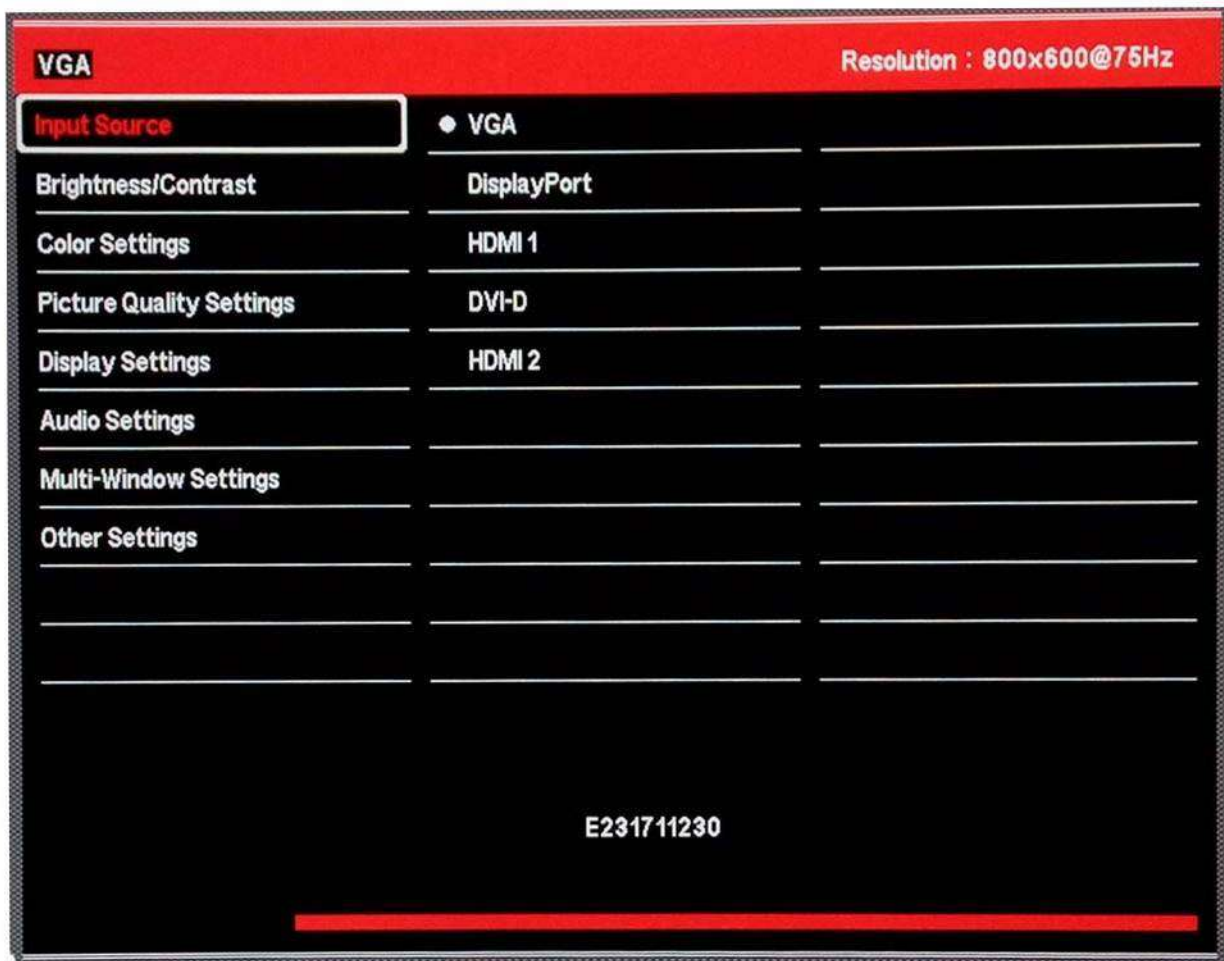 VGA
Resolution : 800x600@75Hz
Input Source
Brightness/Contrast
Color Settings
Picture Quality Settings
Display Settings
Audio Settings
Multi-Window Settings
Other Settings
● VGA
DisplayPort
HDMI 1
DVI-D
HDMI 2
E231711230